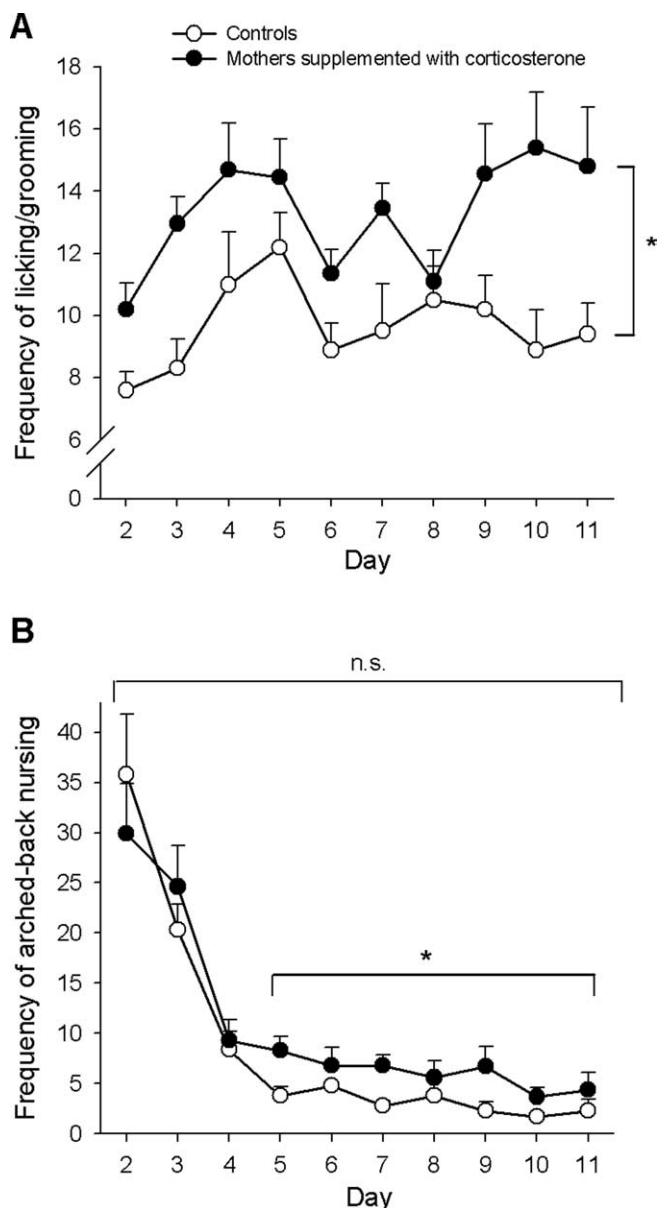 A
Controls
Mothers supplemented with corticosterone
18
16
14
12
10
8
6
0
Frequency of licking/grooming
*
2 3 4 5 6 7 8 9 10 11
Day
B
n.s.
40
35
30
25
20
15
10
5
0
Frequency of arched-back nursing
*
2 3 4 5 6 7 8 9 10 11
Day